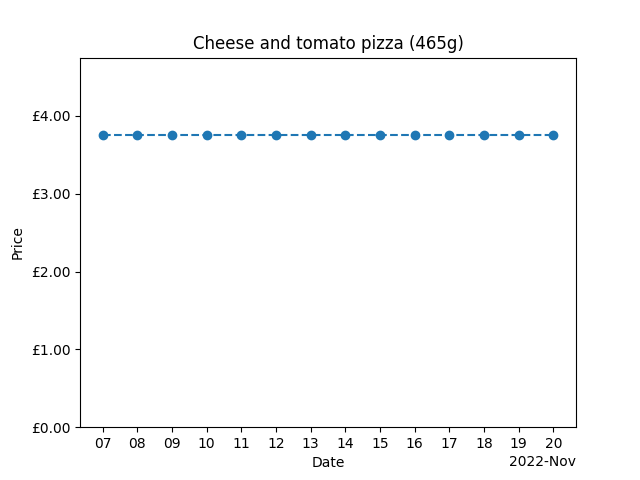 Cheese and tomato pizza (465g)
£4.00
£3.00
£2.00
£1.00
£0.00
Price
07 08 09 10 11 12 13 14 15 16 17 18 19 20
Date
2022-Nov